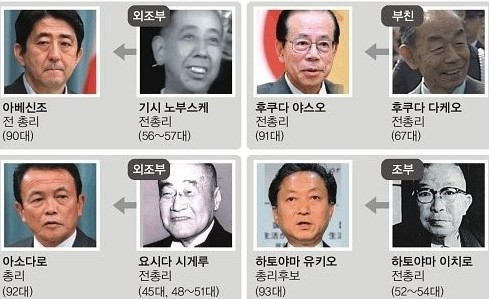 외조부
아베신조
전 총리
(90대)
기시 노부스케
전총리
(56~57대)
부친
후쿠다 야스오
전총리
(91대)
후쿠다 다케오
전총리
(67대)
외조부
아소다로
총리
(92대)
요시다 시게루
전총리
(45대, 48~51대)
조부
하토야마 유키오
총리후보
(93대)
하토야마 이치로
전총리
(52~54대)